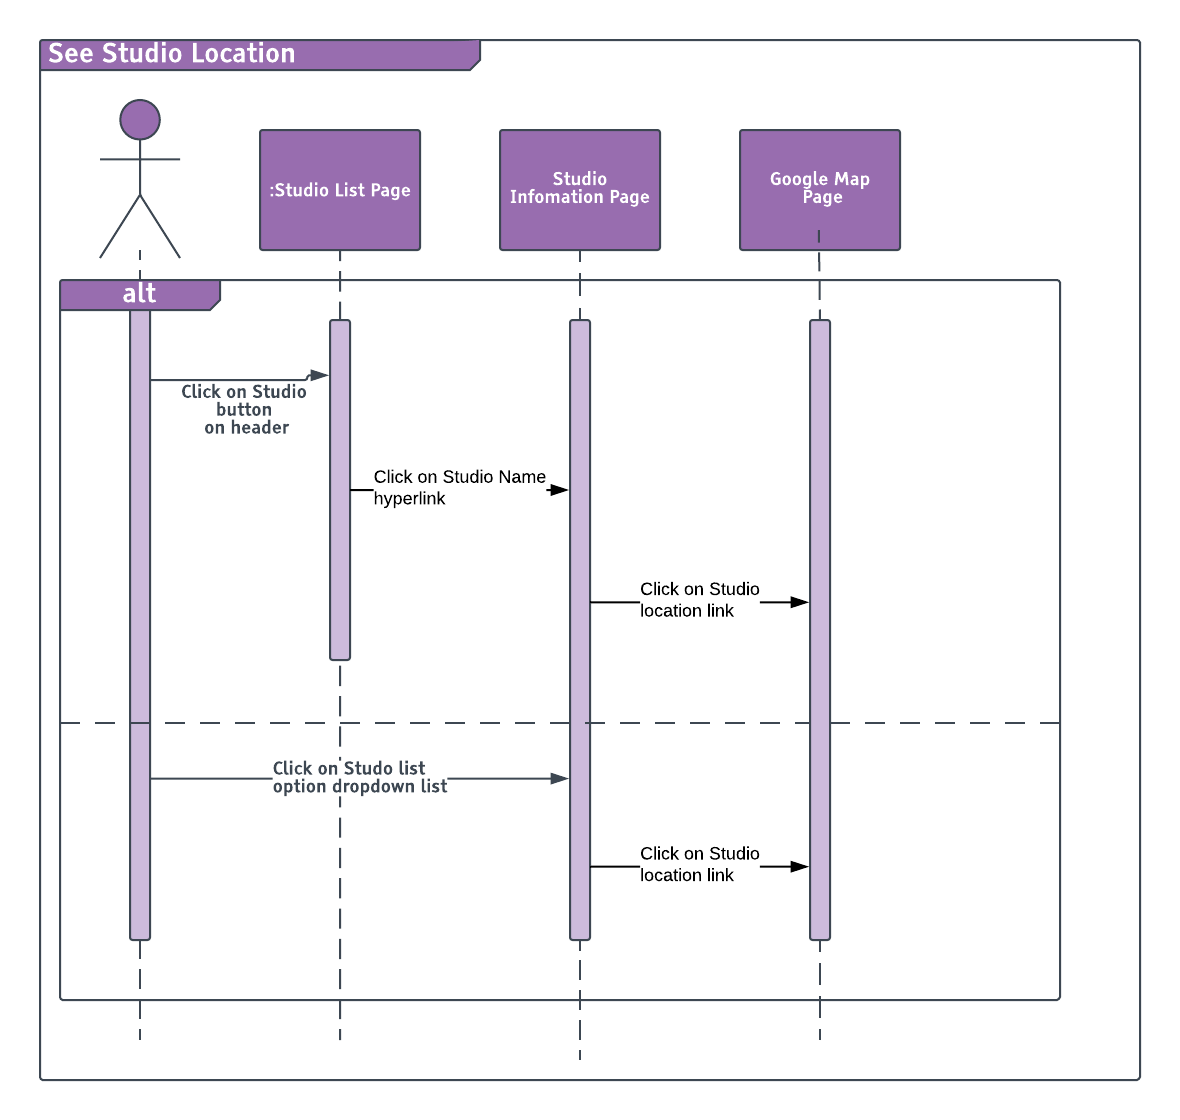 See Studio Location
:Studio List Page
Studio
Infomation Page
Google Map
Page
alt
Click on Studio
button
on header
Click on Studio Name
hyperlink
Click on Studio
location link
Click on Studo list
option dropdown list
Click on Studio
location link